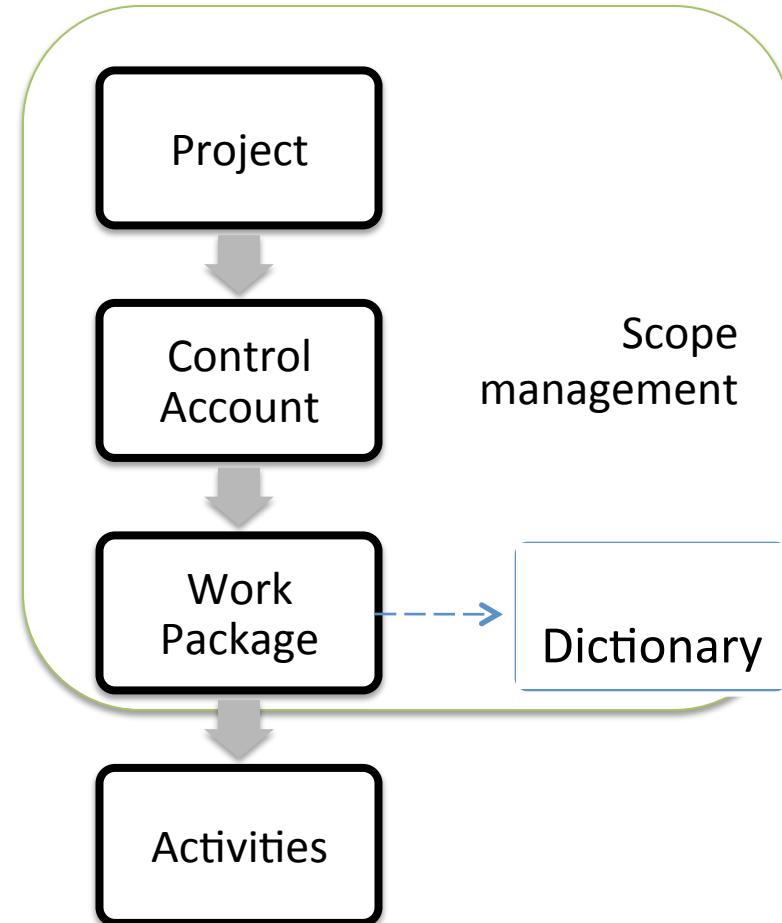 Project
Control
Account
Scope
management
Work
Package
Dictionary
Activities